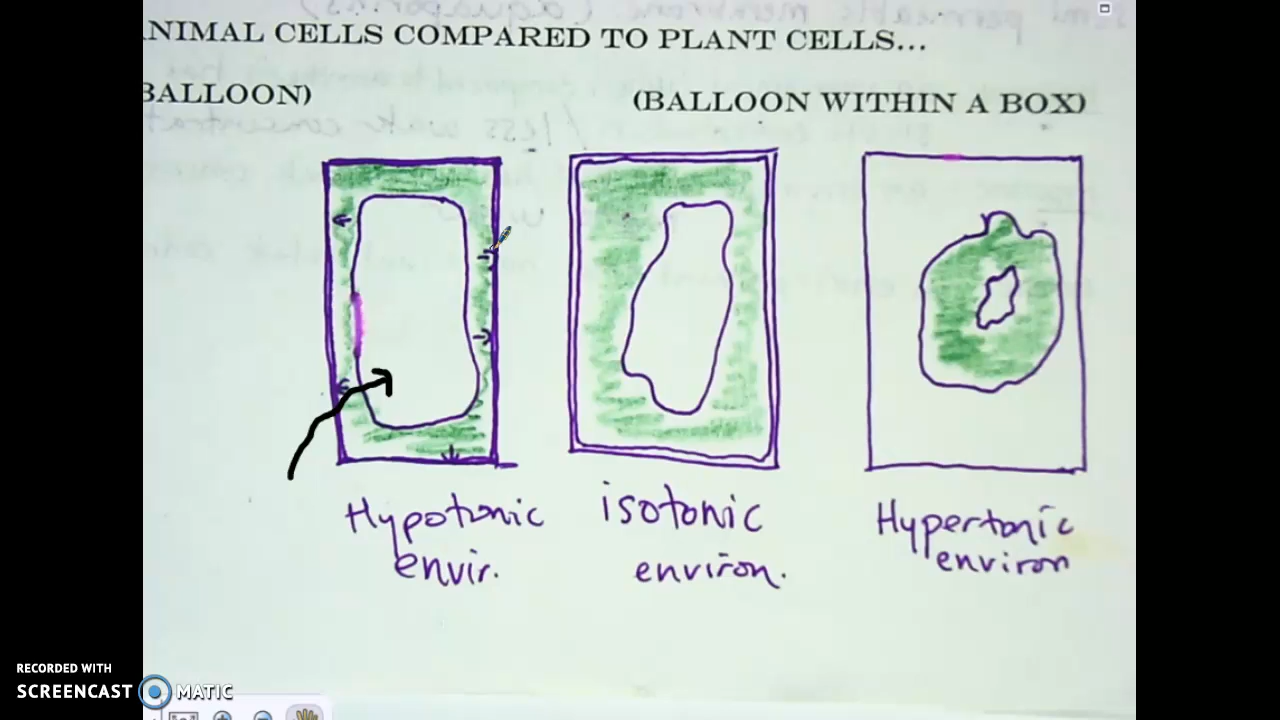 ANIMAL CELLS COMPARED TO PLANT CELLS...
BALLOON)
(BALLOON WITHIN A BOX)
Hypotonic
envir.
isotonic
environ.
Hypertonic
environ
RECORDED WITH
SCREENCAST MATIC